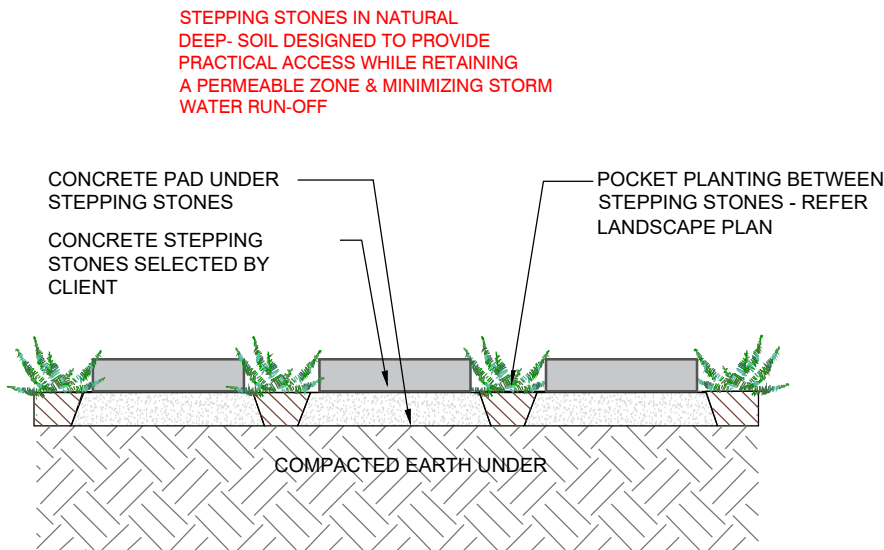 STEPPING STONES IN NATURAL
DEEP- SOIL DESIGNED TO PROVIDE
PRACTICAL ACCESS WHILE RETAINING
A PERMEABLE ZONE & MINIMIZING STORM
WATER RUN-OFF
CONCRETE PAD UNDER
STEPPING STONES
CONCRETE STEPPING
STONES SELECTED BY
CLIENT
POCKET PLANTING BETWEEN
STEPPING STONES - REFER
LANDSCAPE PLAN
COMPACTED EARTH UNDER